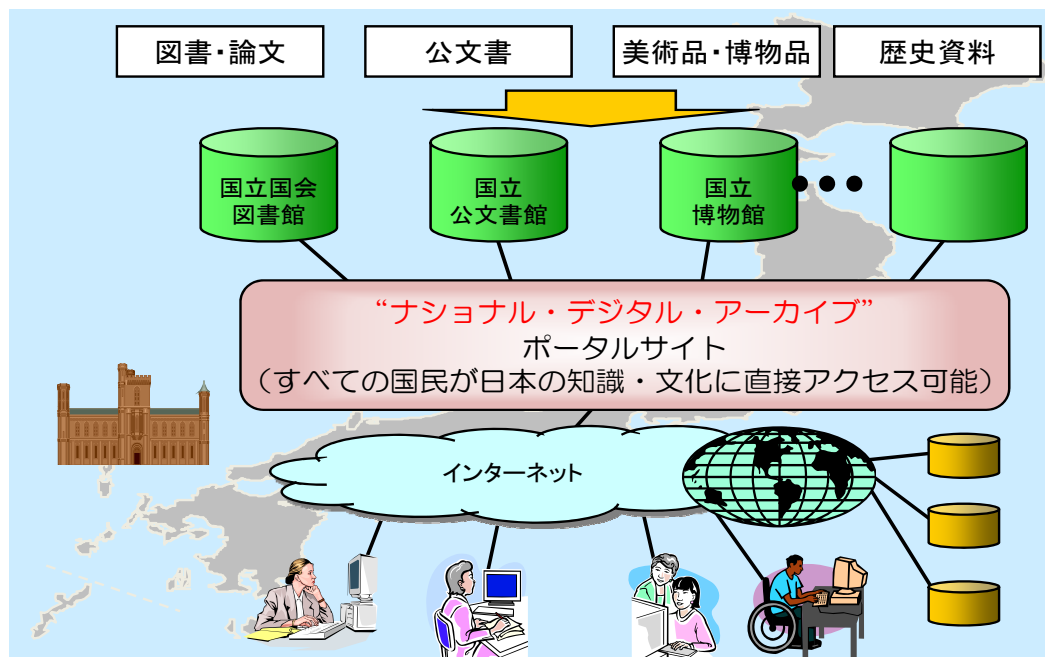 図書・論文
公文書
美術品・博物品
歴史資料
国立国会
図書館
国立
公文書館
国立
博物館
●●●
“ナショナル・デジタル・アーカイブ”
ポータルサイト
（すべての国民が日本の知識・文化に直接アクセス可能）
インターネット